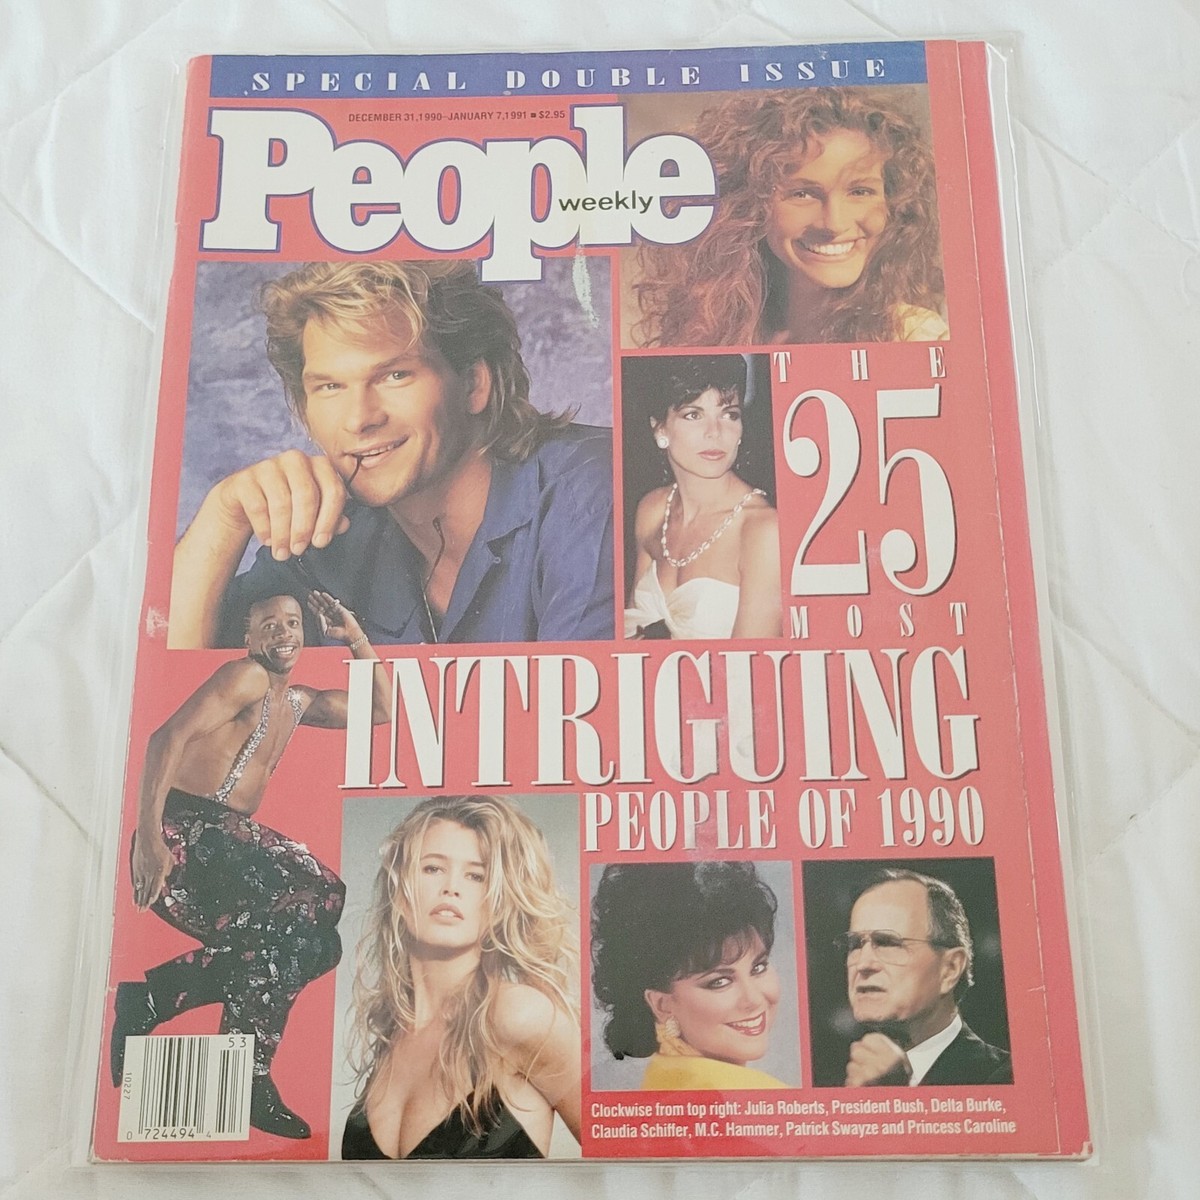 SPECIAL DOUBLE ISSUE
DECEMBER 31, 1990–JANUARY 7, 1991 ■ $2.95
People
weekly
THE
25
MOST
INTRIGUING
PEOPLE OF 1990
Clockwise from top right: Julia Roberts, President Bush, Delta Burke,
Claudia Schiffer, M.C. Hammer, Patrick Swayze and Princess Caroline
53
10227
0 724494 4